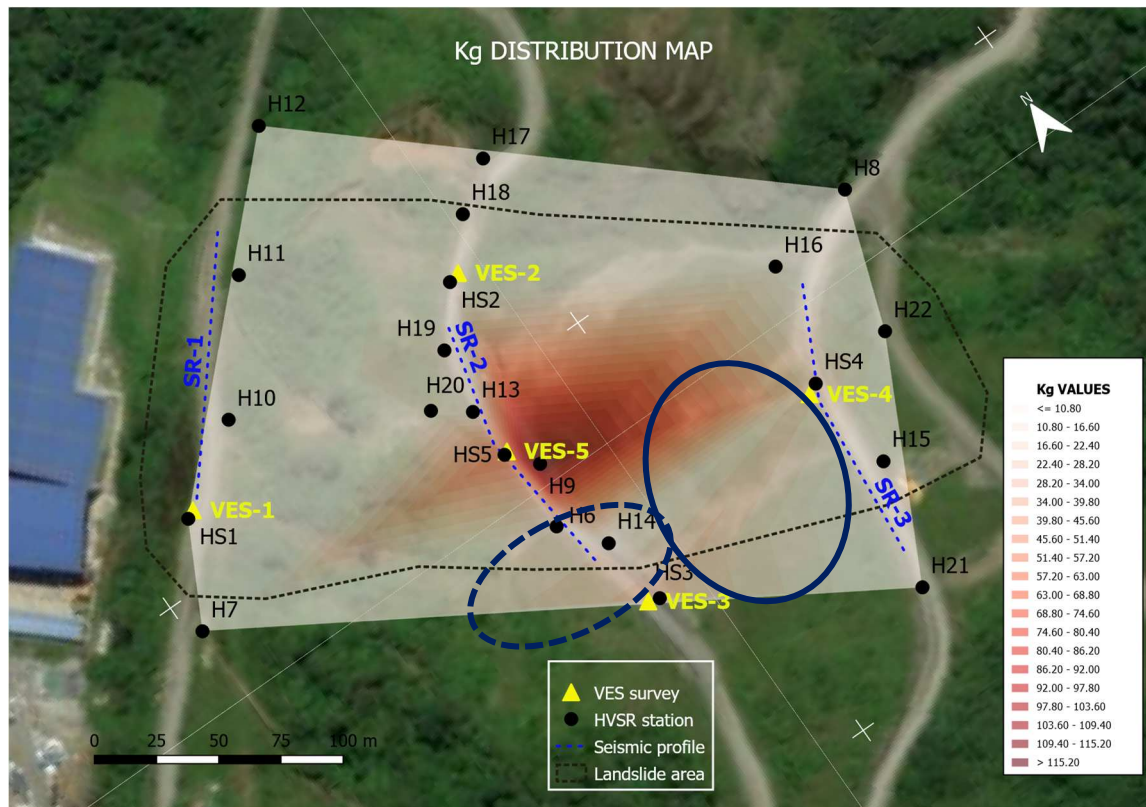 Kg DISTRIBUTION MAP
N
H12
H17
H8
H18
H16
H11
VES-2
HS2
H22
H19
SR-2
SR-1
HS4
VES-4
H20
H13
H10
HS5
VES-5
H9
H15
SR-3
VES-1
HS1
H6
H14
HS3
VES-3
H21
H7
Kg VALUES
<= 10.80
10.80 - 16.60
16.60 - 22.40
22.40 - 28.20
28.20 - 34.00
34.00 - 39.80
39.80 - 45.60
45.60 - 51.40
51.40 - 57.20
57.20 - 63.00
63.00 - 68.80
68.80 - 74.60
74.60 - 80.40
80.40 - 86.20
86.20 - 92.00
92.00 - 97.80
97.80 - 103.60
103.60 - 109.40
109.40 - 115.20
> 115.20
VES survey
HVSR station
Seismic profile
Landslide area
0 25 50 75 100 m